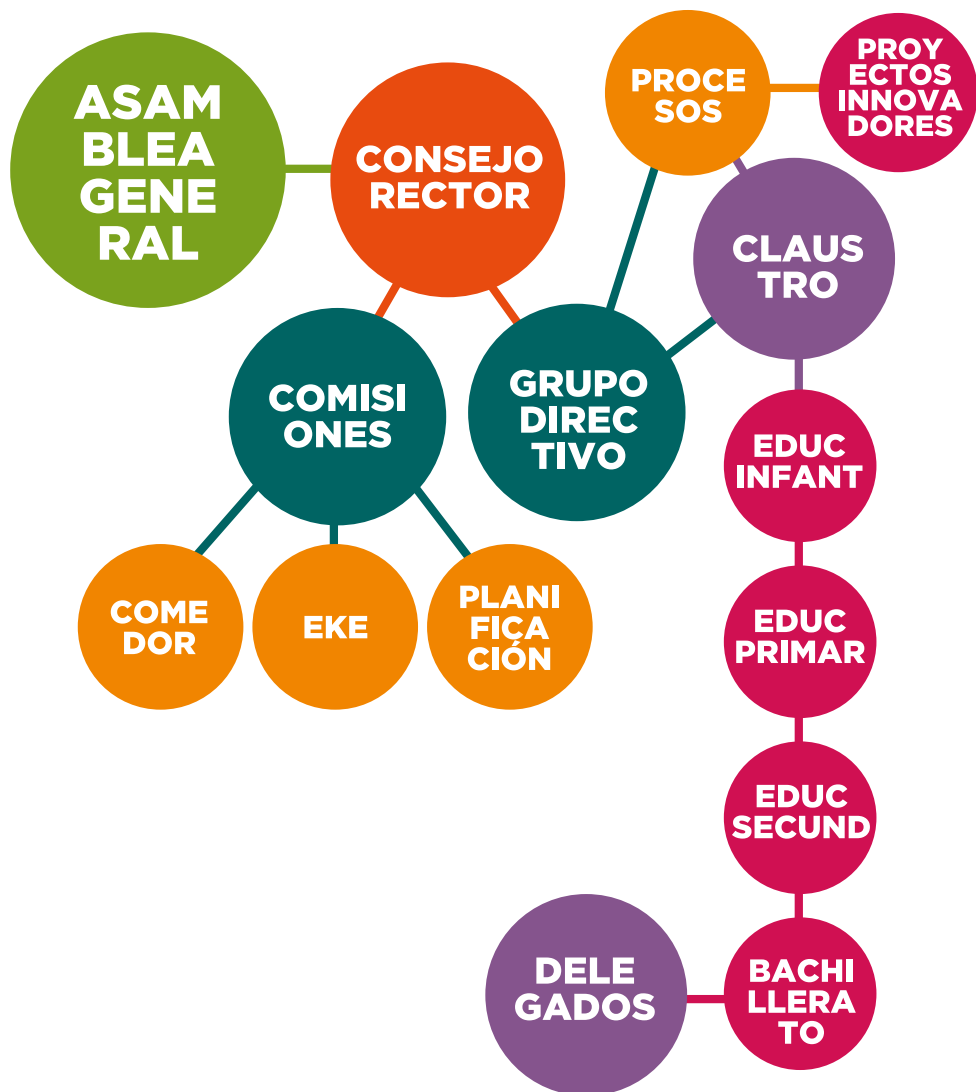 ASAM
BLEA
GENE
RAL
CONSEJO
RECTOR
PROCE
SOS
PROY
ECTOS
INNOVA
DORES
CLAUS
TRO
COMISI
ONES
GRUPO
DIREC
TIVO
EDUC
INFANT
COME
DOR
EKE
PLANI
FICA
CIÓN
EDUC
PRIMAR
EDUC
SECUND
DELE
GADOS
BACHI
LLERA
TO